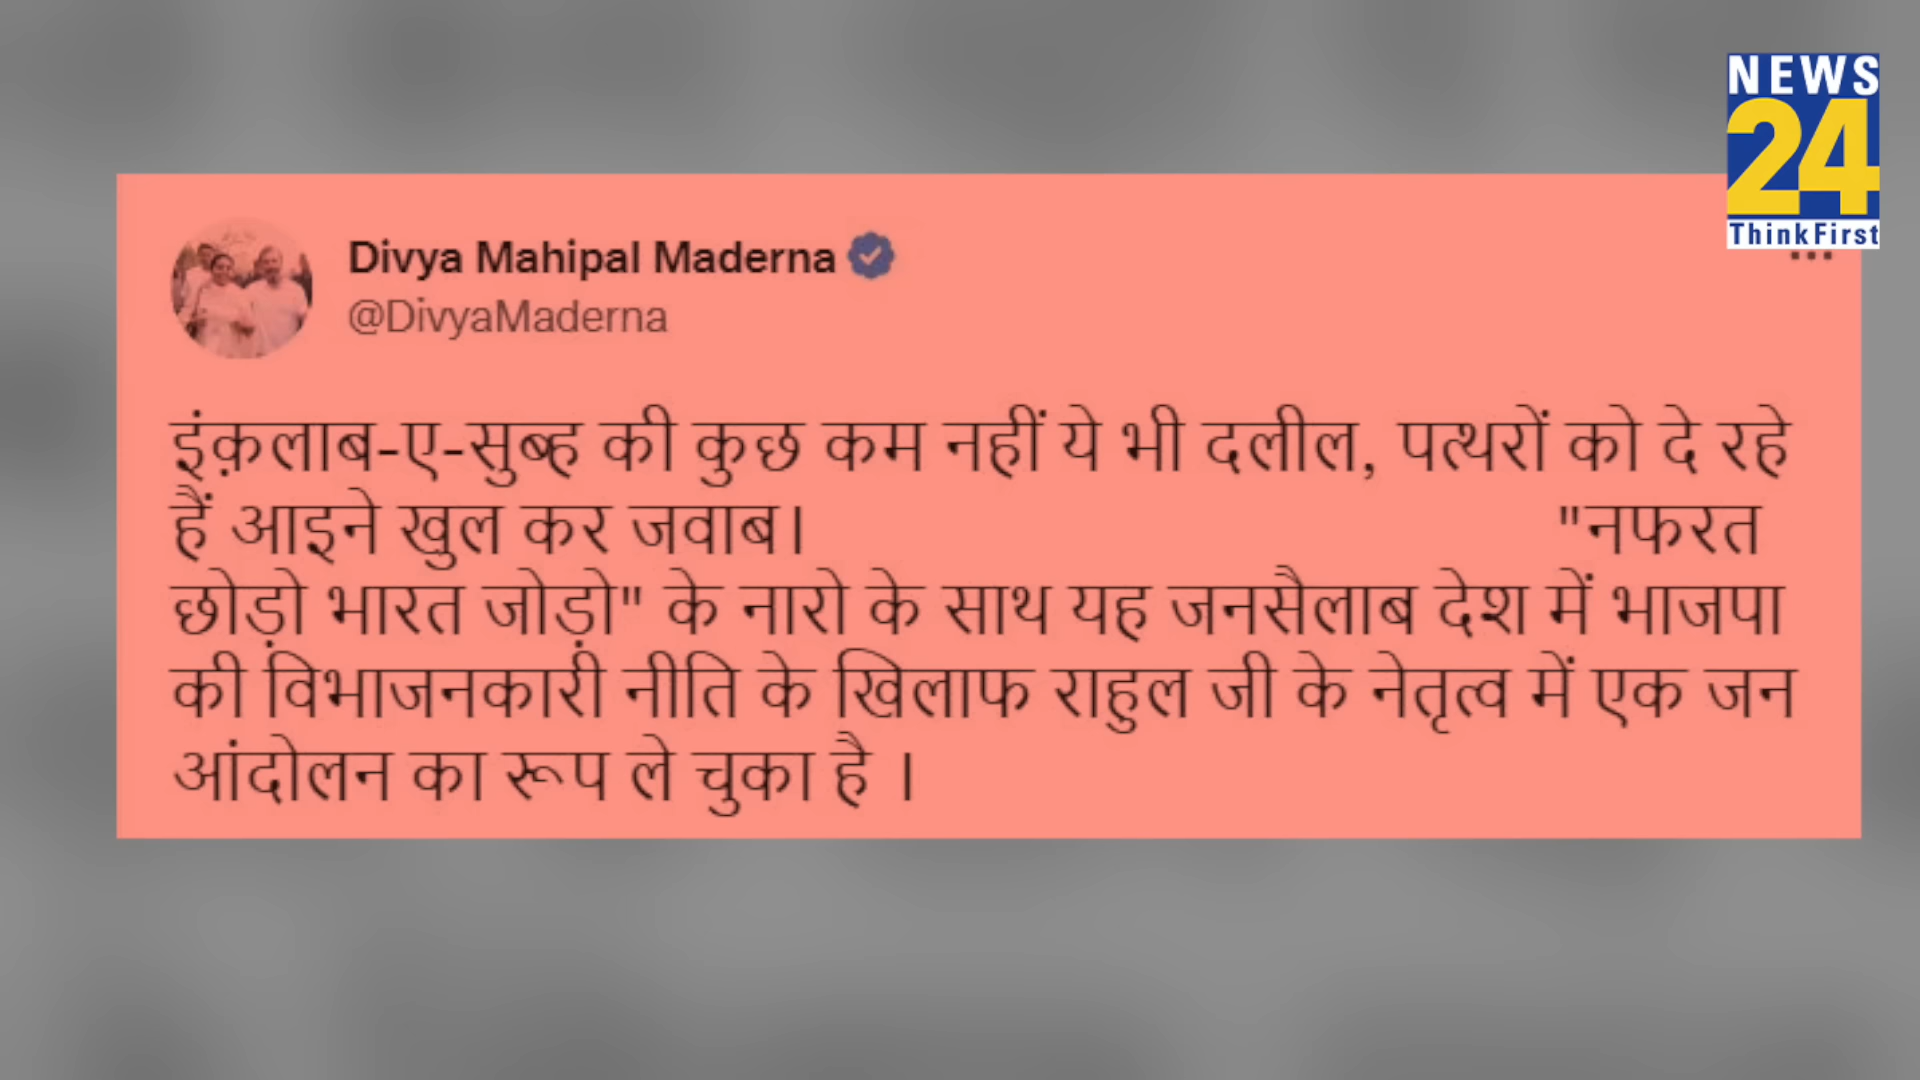 NEWS
24
ThinkFirst
Divya Mahipal Maderna
@DivyaMaderna
इंक़लाब-ए-सुब्ह की कुछ कम नहीं ये भी दलील, पत्थरों को दे रहे
हैं आइने खुल कर जवाब। "नफरत
छोड़ो भारत जोड़ो" के नारो के साथ यह जनसैलाब देश में भाजपा
की विभाजनकारी नीति के खिलाफ राहुल जी के नेतृत्व में एक जन
आंदोलन का रूप ले चुका है ।